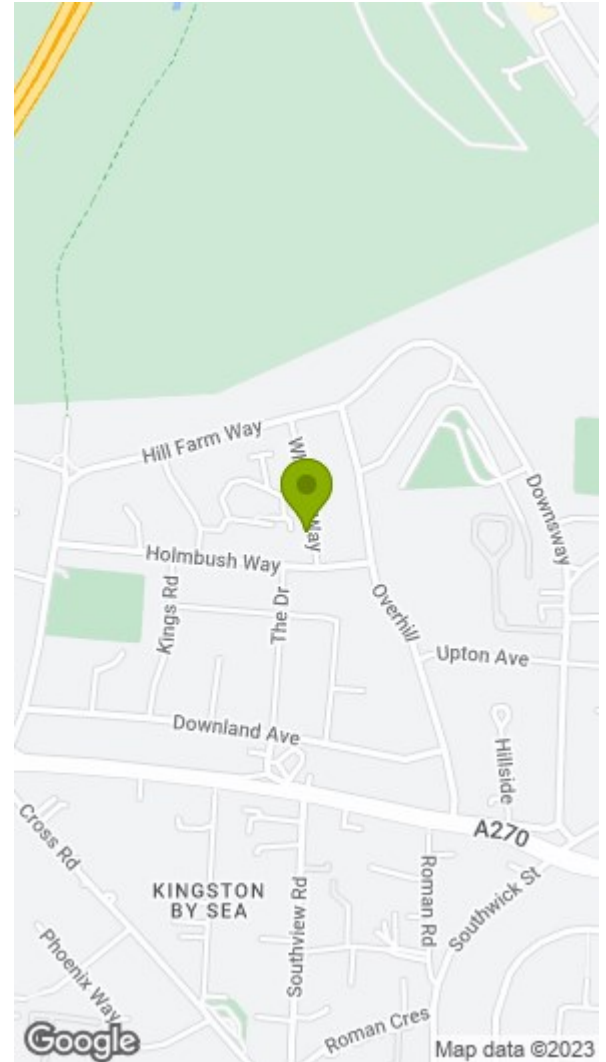 Hill Farm Way
Way
Downsway
Holmbush Way
Kings Rd
The Dr
Overhill
Upton Ave
Downland Ave
Hillside
A270
Cross Rd
KINGSTON
BY SEA
Southview Rd
Roman Rd
Southwick St
Phoenix Way
Roman Cres
Google
Map data ©2023